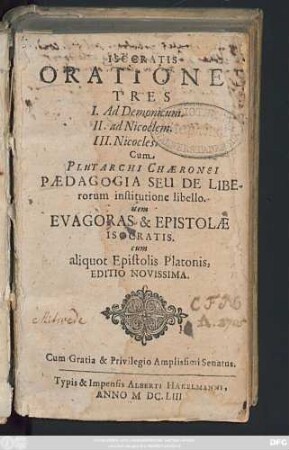 ISOCRATIS
ORATIONE
TRES
I. Ad Demonicum.
II. ad Nicoclem.
III. Nicocles.
Cum
PLUTARCHI CHÆRONEI
PÆDAGOGIA SEU DE LIBE-
rorum institutione libello.
item
EVAGORAS & EPISTOLÆ
ISOCRATIS.
cum
aliquot Epistolis Platonis,
EDITIO NOVISSIMA.
Cum Gratia & Privilegio Amplissimi Senatus.
Typis & Impensis ALBERTI HAKELMANNI,
ANNO M DC.LIII